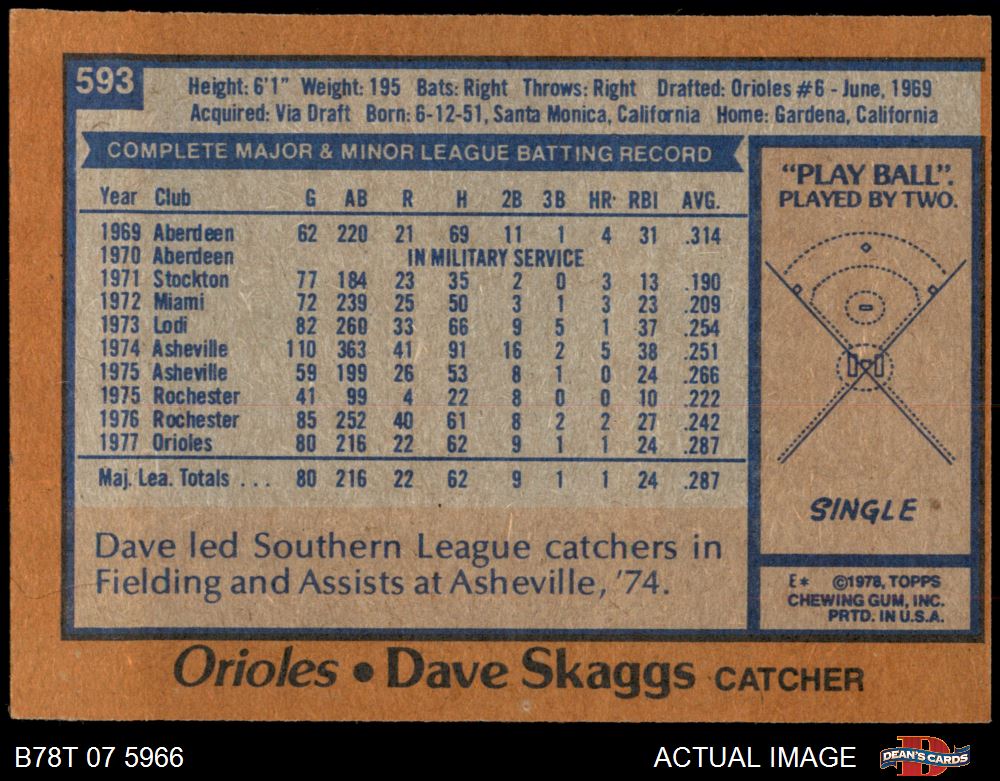 593
Height: 6'1" Weight: 195 Bats: Right Throws: Right Drafted: Orioles #6 - June, 1969
Acquired: Via Draft Born: 6-12-51, Santa Monica, California Home: Gardena, California
COMPLETE MAJOR & MINOR LEAGUE BATTING RECORD
Year Club G AB R H 2B 3B HR RBI AVG.
1969 Aberdeen 62 220 21 69 11 1 4 31 .314
1970 Aberdeen IN MILITARY SERVICE
1971 Stockton 77 184 23 35 2 0 3 13 .190
1972 Miami 72 239 25 50 3 1 3 23 .209
1973 Lodi 82 260 33 66 9 5 1 37 .254
1974 Asheville 110 363 41 91 16 2 5 38 .251
1975 Asheville 59 199 26 53 8 1 0 24 .266
1975 Rochester 41 99 4 22 8 0 0 10 .222
1976 Rochester 85 252 40 61 8 2 2 27 .242
1977 Orioles 80 216 22 62 9 1 1 24 .287
Maj. Lea. Totals . . . 80 216 22 62 9 1 1 24 .287
Dave led Southern League catchers in
Fielding and Assists at Asheville, '74.
"PLAY BALL".
PLAYED BY TWO.
SINGLE
E* ©1978, TOPPS
CHEWING GUM, INC.
PRTD. IN U.S.A.
Orioles • Dave Skaggs CATCHER
B78T 07 5966
ACTUAL IMAGE
DEAN'S CARDS